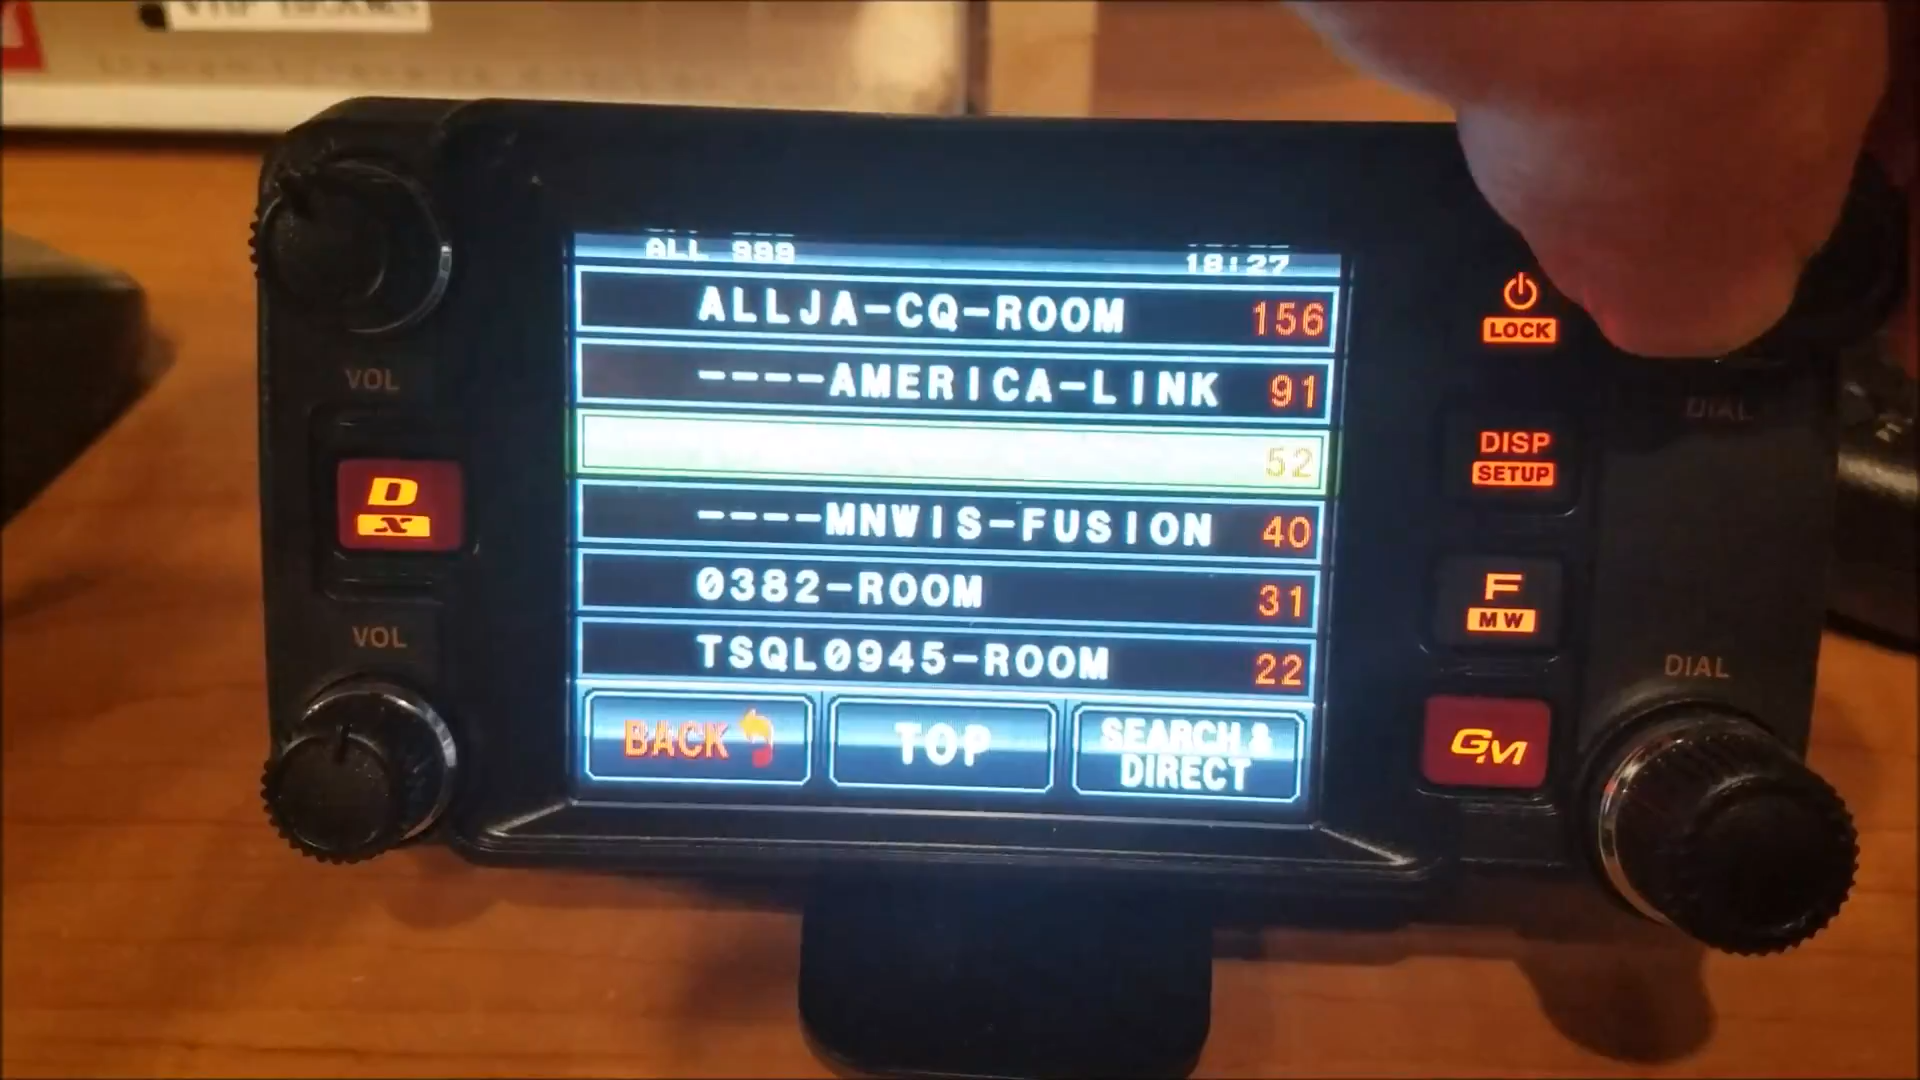 ALL 999
18:27
ALLJA-CQ-ROOM 156
----AMERICA-LINK 91
52
----MNWIS-FUSION 40
0382-ROOM 31
TSQL0945-ROOM 22
BACK
TOP
SEARCH &
DIRECT
VOL
D
X
VOL
LOCK
DIAL
DISP
SETUP
F
MW
DIAL
GM